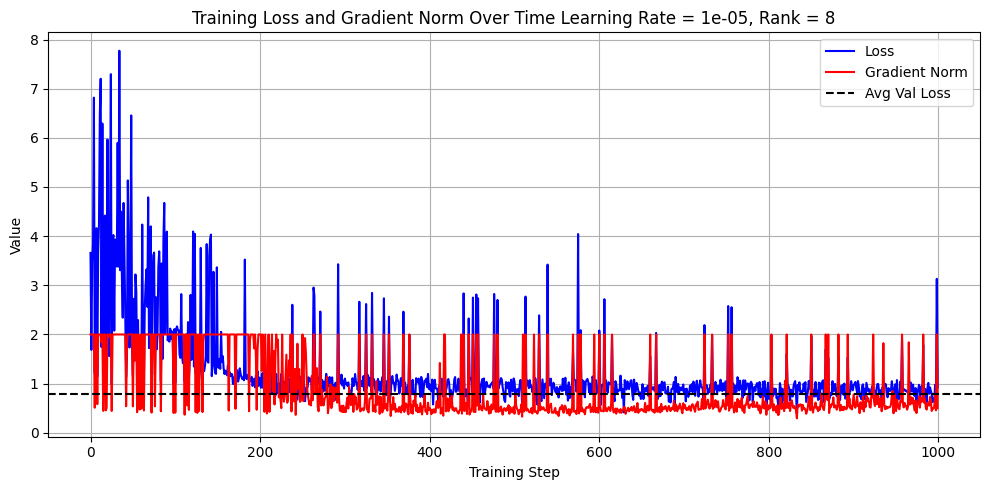 Training Loss and Gradient Norm Over Time Learning Rate = 1e-05, Rank = 8
Loss
Gradient Norm
Avg Val Loss
Value
8
7
6
5
4
3
2
1
0
0 200 400 600 800 1000
Training Step